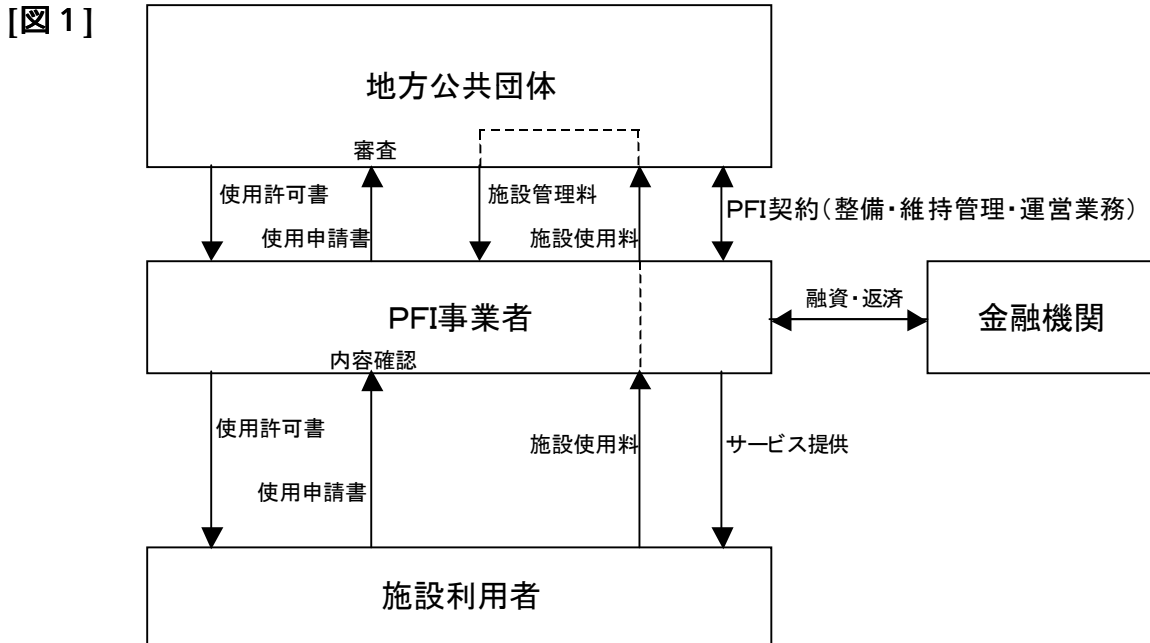 [図1]
地方公共団体
審査
使用許可書
施設管理料
PFI契約(整備・維持管理・運営業務)
使用申請書
施設使用料
融資・返済
PFI事業者
金融機関
内容確認
使用許可書
施設使用料
サービス提供
使用申請書
施設利用者